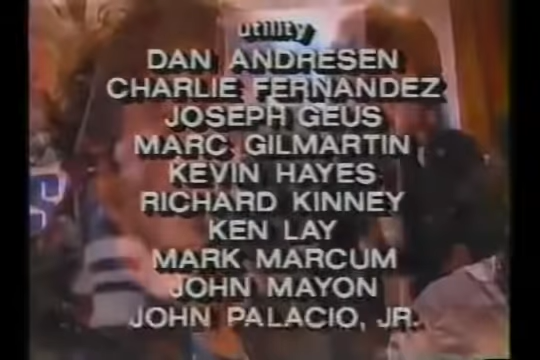 utility
DAN ANDRESEN
CHARLIE FERNANDEZ
JOSEPH GEUS
MARC GILMARTIN
KEVIN HAYES
RICHARD KINNEY
KEN LAY
MARK MARCUM
JOHN MAYON
JOHN PALACIO, JR.